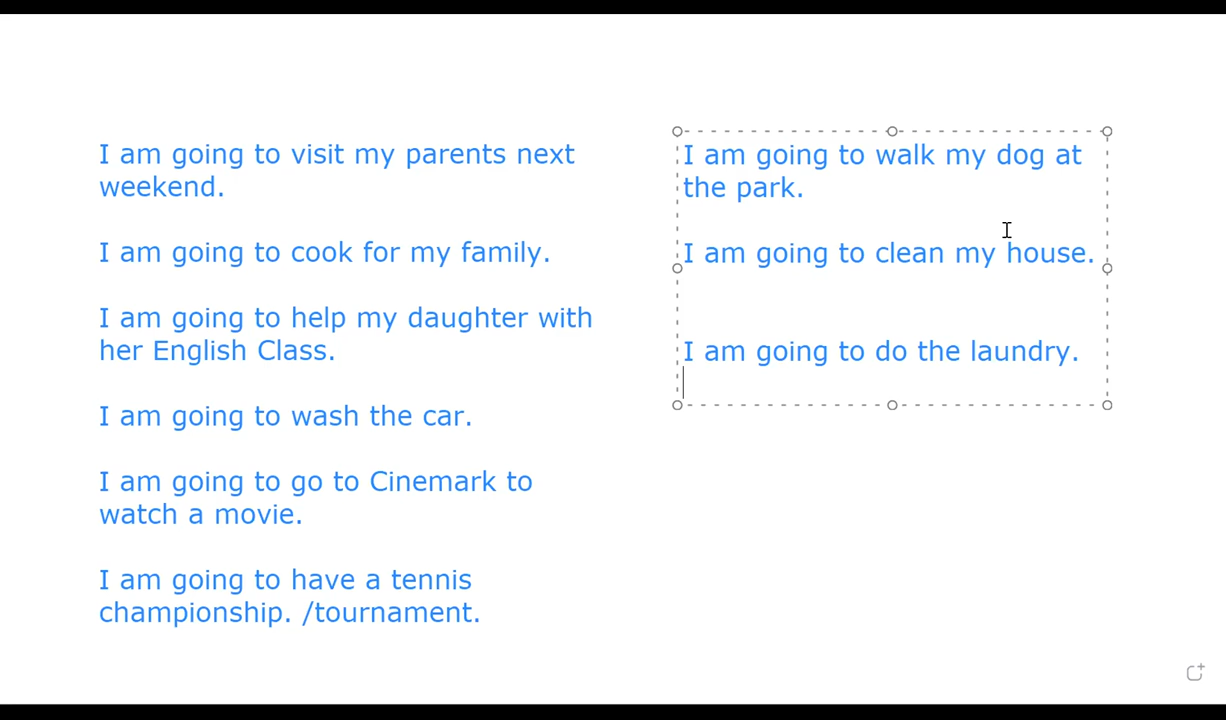 I am going to visit my parents next
weekend.
I am going to cook for my family.
I am going to help my daughter with
her English Class.
I am going to wash the car.
I am going to go to Cinemark to
watch a movie.
I am going to have a tennis
championship. /tournament.
I am going to walk my dog at
the park.
I am going to clean my house.
I am going to do the laundry.